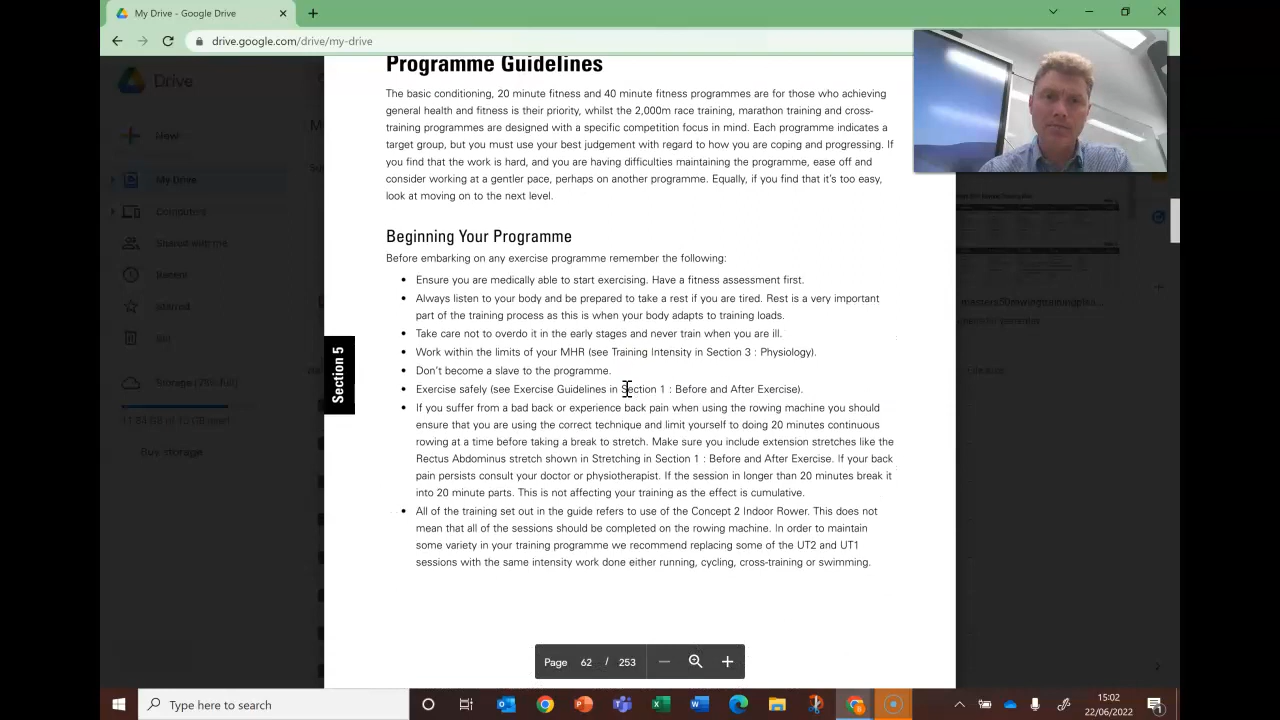 My Drive - Google Drive
drive.google.com/drive/my-drive
Drive
New
My Drive
Computers
Shared with me
Recent
Starred
Bin
Buy storage
Programme Guidelines
The basic conditioning, 20 minute fitness and 40 minute fitness programmes are for those who achieving
general health and fitness is their priority, whilst the 2,000m race training, marathon training and cross-
training programmes are designed with a specific competition focus in mind. Each programme indicates a
target group, but you must use your best judgement with regard to how you are coping and progressing. If
you find that the work is hard, and you are having difficulties maintaining the programme, ease off and
consider working at a gentler pace, perhaps on another programme. Equally, if you find that it's too easy,
look at moving on to the next level.
Beginning Your Programme
Before embarking on any exercise programme remember the following:
• Ensure you are medically able to start exercising. Have a fitness assessment first.
• Always listen to your body and be prepared to take a rest if you are tired. Rest is a very important
part of the training process as this is when your body adapts to training loads.
• Take care not to overdo it in the early stages and never train when you are ill.
• Work within the limits of your MHR (see Training Intensity in Section 3 : Physiology).
• Don't become a slave to the programme.
• Exercise safely (see Exercise Guidelines in Section 1 : Before and After Exercise).
• If you suffer from a bad back or experience back pain when using the rowing machine you should
ensure that you are using the correct technique and limit yourself to doing 20 minutes continuous
rowing at a time before taking a break to stretch. Make sure you include extension stretches like the
Rectus Abdominus stretch shown in Stretching in Section 1 : Before and After Exercise. If your back
pain persists consult your doctor or physiotherapist. If the session in longer than 20 minutes break it
into 20 minute parts. This is not affecting your training as the effect is cumulative.
• All of the training set out in the guide refers to use of the Concept 2 Indoor Rower. This does not
mean that all of the sessions should be completed on the rowing machine. In order to maintain
some variety in your training programme we recommend replacing some of the UT2 and UT1
sessions with the same intensity work done either running, cycling, cross-training or swimming.
Section 5
Page 62 / 253
Type here to search
15:02
22/06/2022